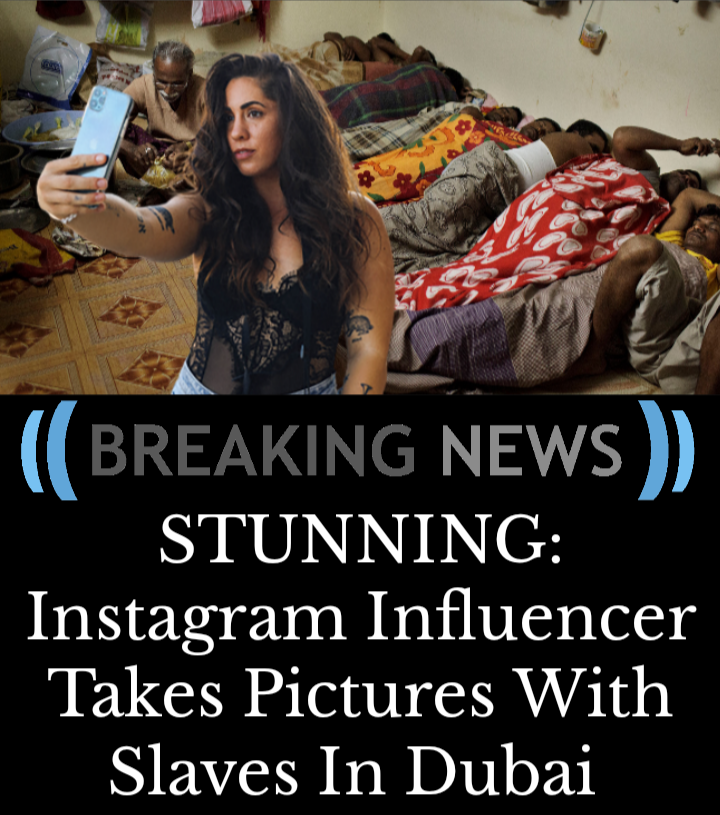 BREAKING NEWS
STUNNING:
Instagram Influencer
Takes Pictures With
Slaves In Dubai